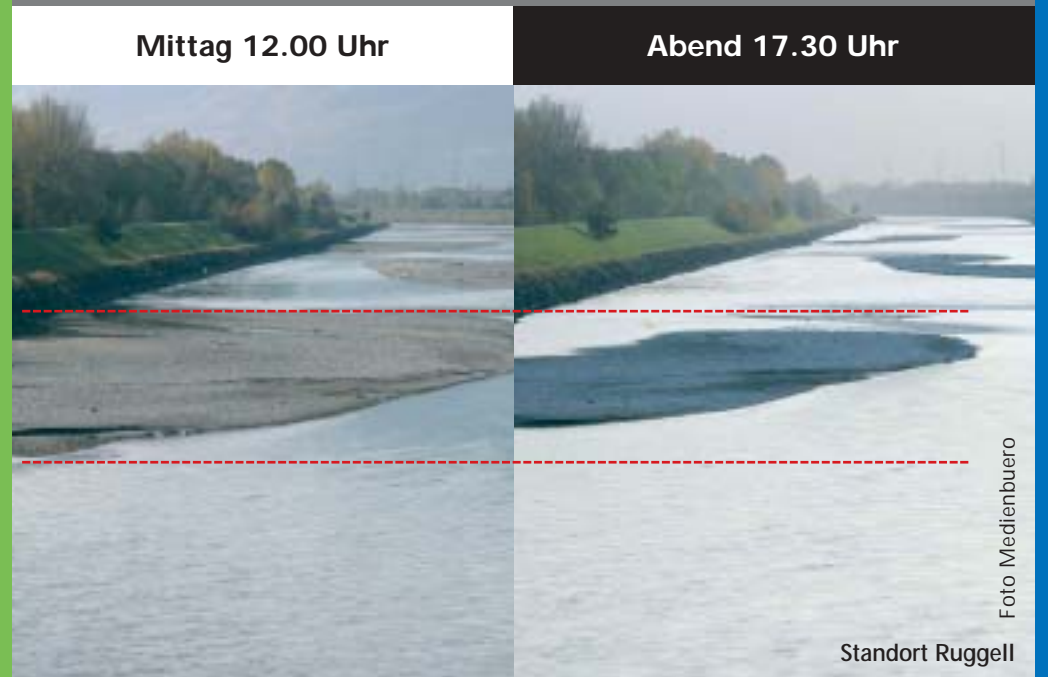 Mittag 12.00 Uhr
Abend 17.30 Uhr
Foto Medienbuero
Standort Ruggell